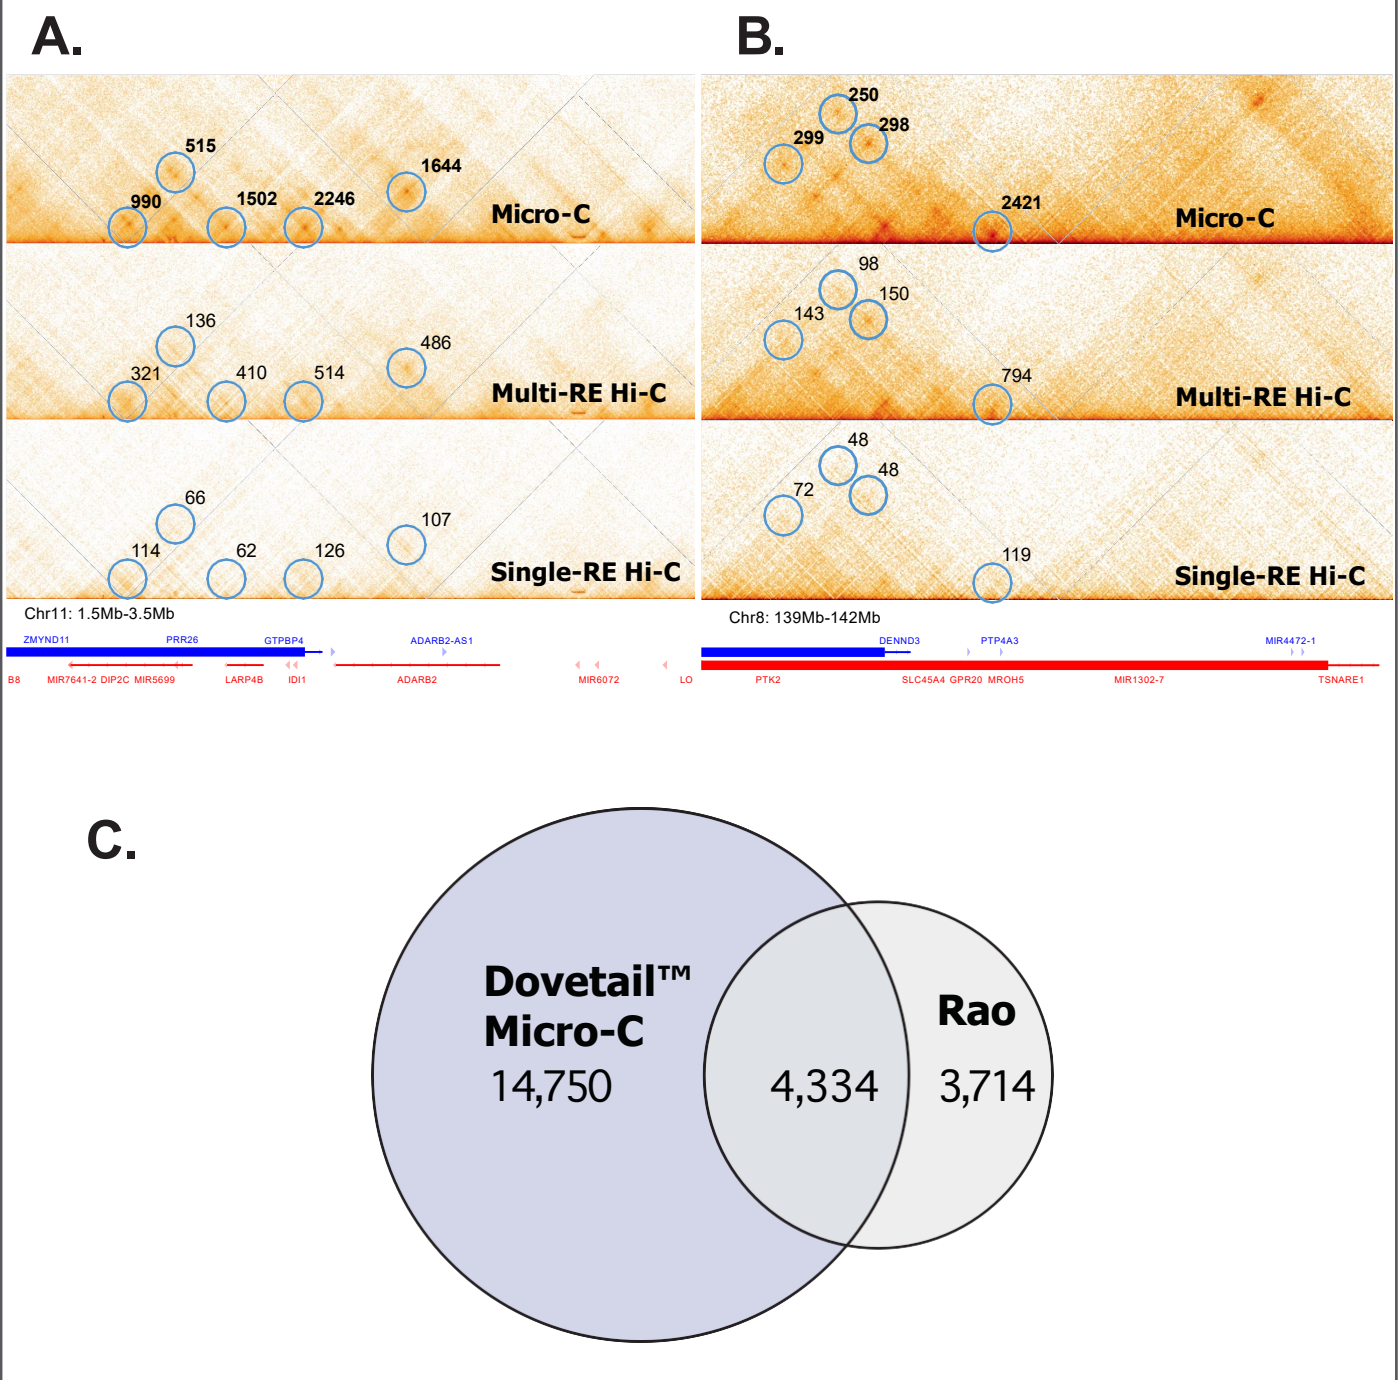 A.
515
990
1502
2246
1644
Micro-C
136
321
410
514
486
Multi-RE Hi-C
66
114
62
126
107
Single-RE Hi-C
Chr11: 1.5Mb-3.5Mb
ZMYND11 PRR26 GTPBP4 ADARB2-AS1
B8 MIR7641-2 DIP2C MIR5699 LARP4B IDI1 ADARB2 MIR6072 LO
B.
250
299
298
2421
Micro-C
98
143
150
794
Multi-RE Hi-C
48
72
48
119
Single-RE Hi-C
Chr8: 139Mb-142Mb
DENND3 PTP4A3 MIR4472-1
PTK2 SLC45A4 GPR20 MROH5 MIR1302-7 TSNARE1
C.
Dovetail™
Micro-C
14,750
4,334
Rao
3,714